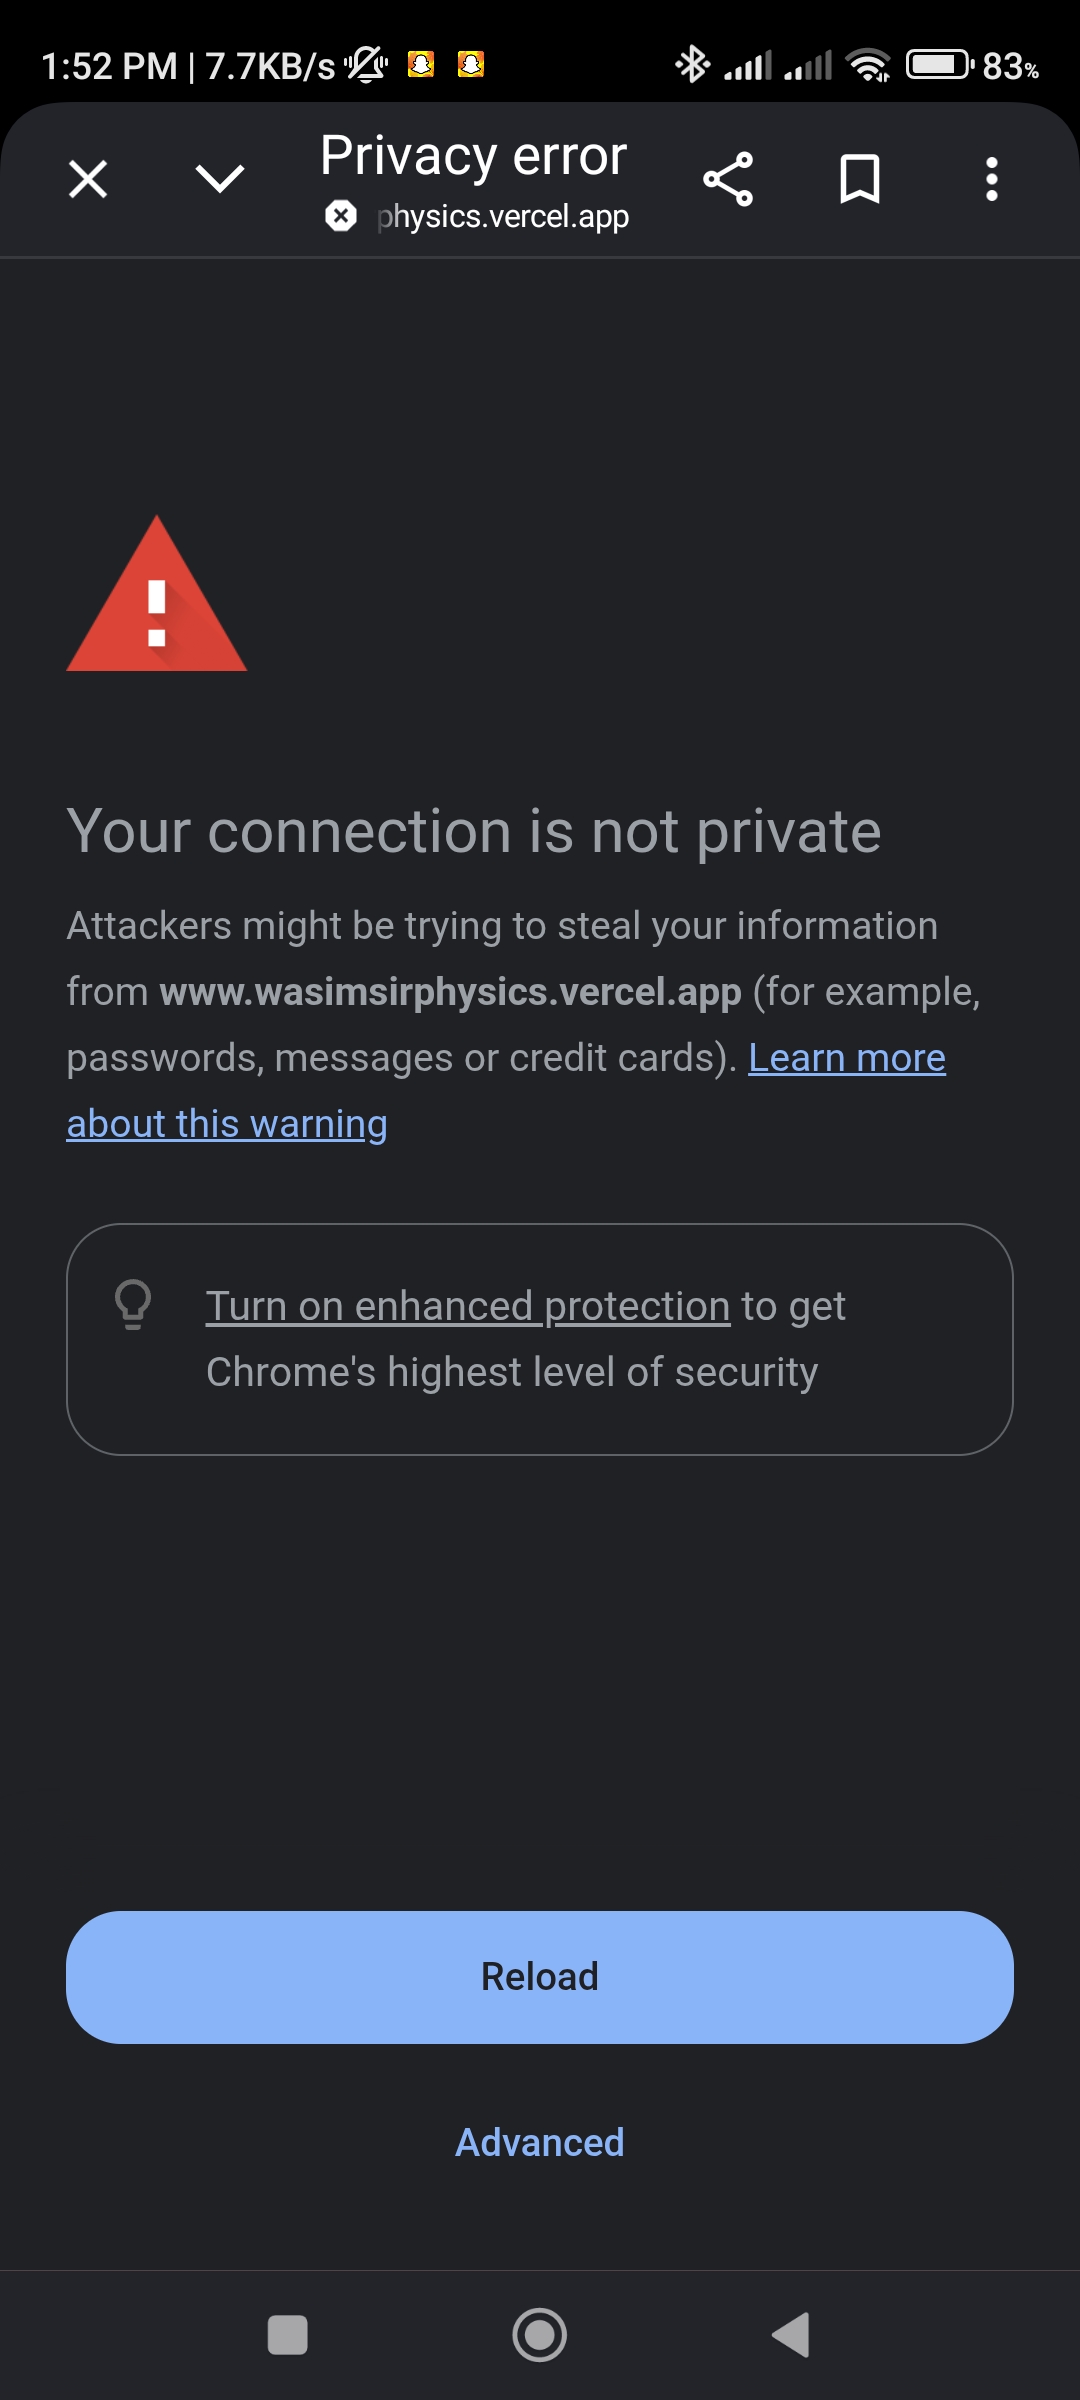 1:52 PM | 7.7KB/s 83%
Privacy error
physics.vercel.app
Your connection is not private
Attackers might be trying to steal your information
from www.wasimsirphysics.vercel.app (for example,
passwords, messages or credit cards). Learn more
about this warning
Turn on enhanced protection to get
Chrome's highest level of security
Reload
Advanced